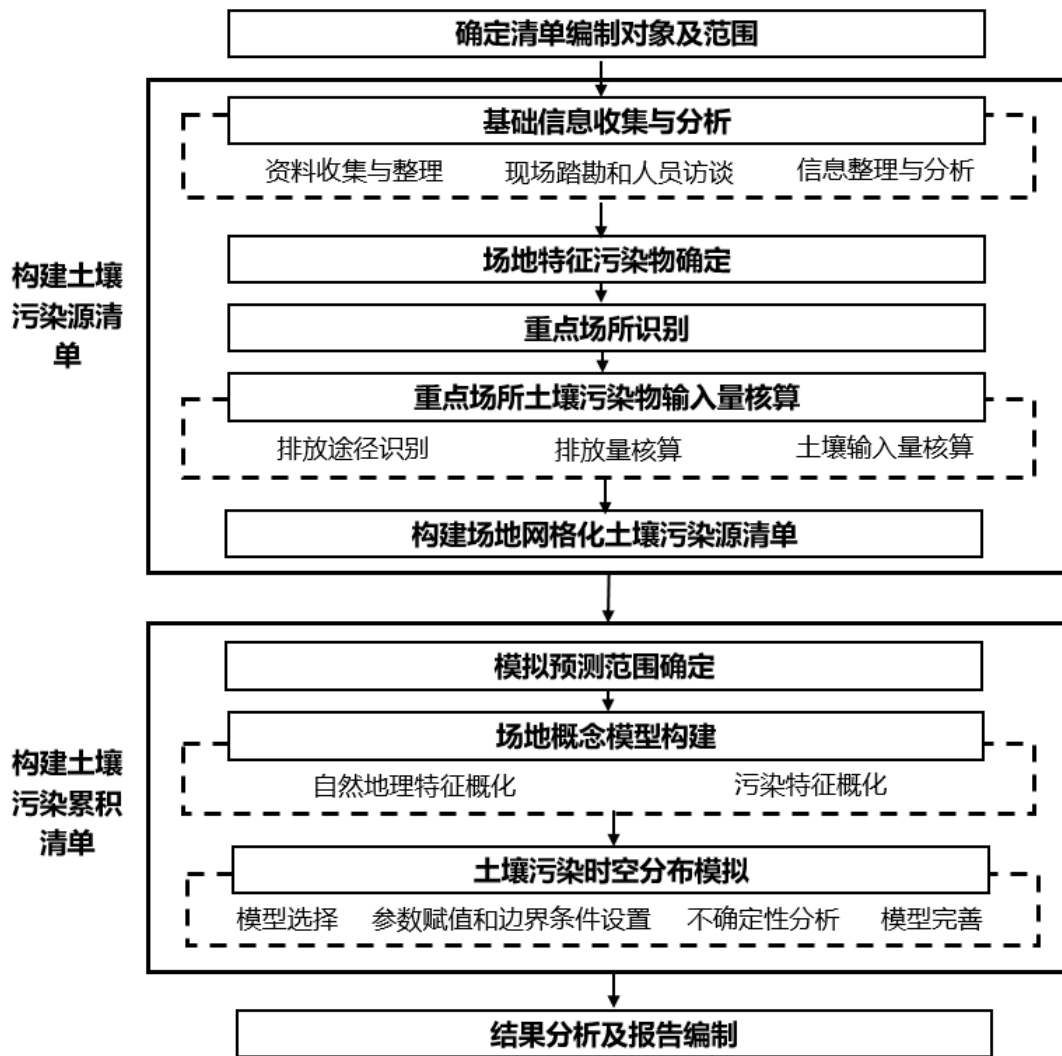 确定清单编制对象及范围
基础信息收集与分析
资料收集与整理 现场踏勘和人员访谈 信息整理与分析
场地特征污染物确定
构建土壤
污染源清
单
重点场所识别
重点场所土壤污染物输入量核算
排放途径识别 排放量核算 土壤输入量核算
构建场地网格化土壤污染源清单
模拟预测范围确定
场地概念模型构建
构建土壤
污染累积
清单
自然地理特征概化 污染特征概化
土壤污染时空分布模拟
模型选择 参数赋值和边界条件设置 不确定性分析 模型完善
结果分析及报告编制